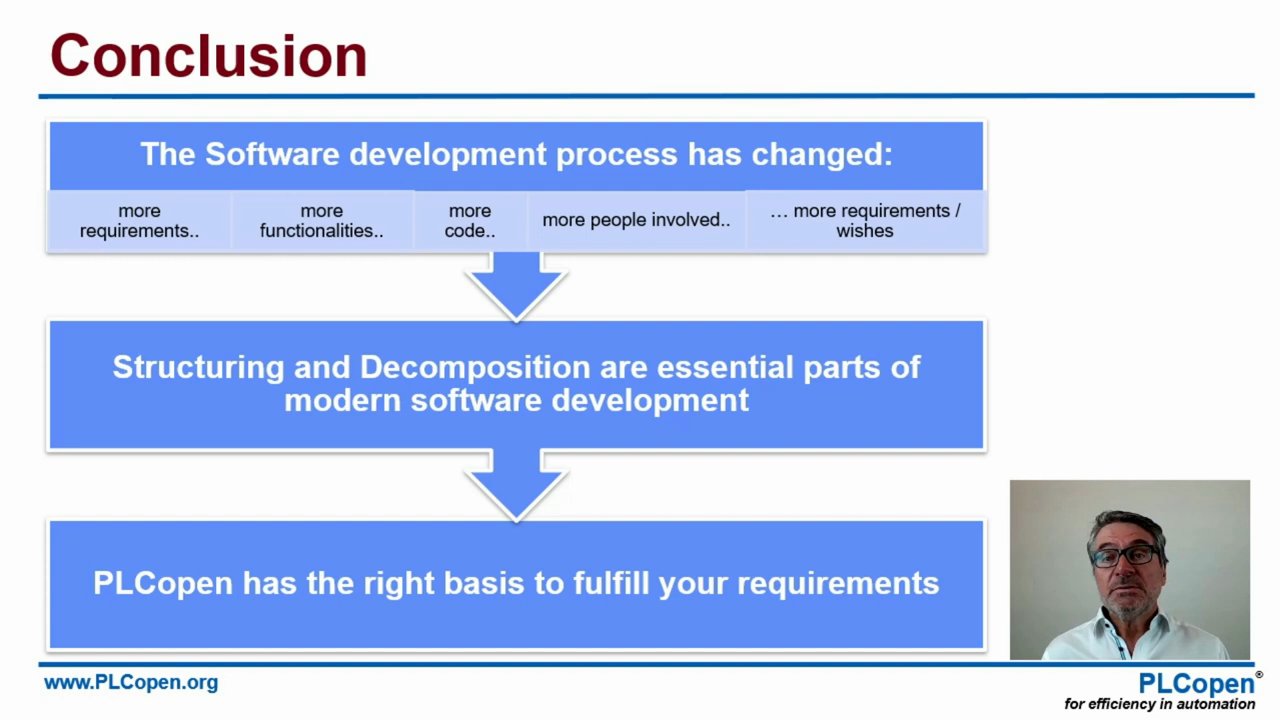 Conclusion
The Software development process has changed:
more
requirements..
more
functionalities..
more
code..
more people involved..
… more requirements /
wishes
Structuring and Decomposition are essential parts of
modern software development
PLCopen has the right basis to fulfill your requirements
www.PLCopen.org
PLCopen®
for efficiency in automation